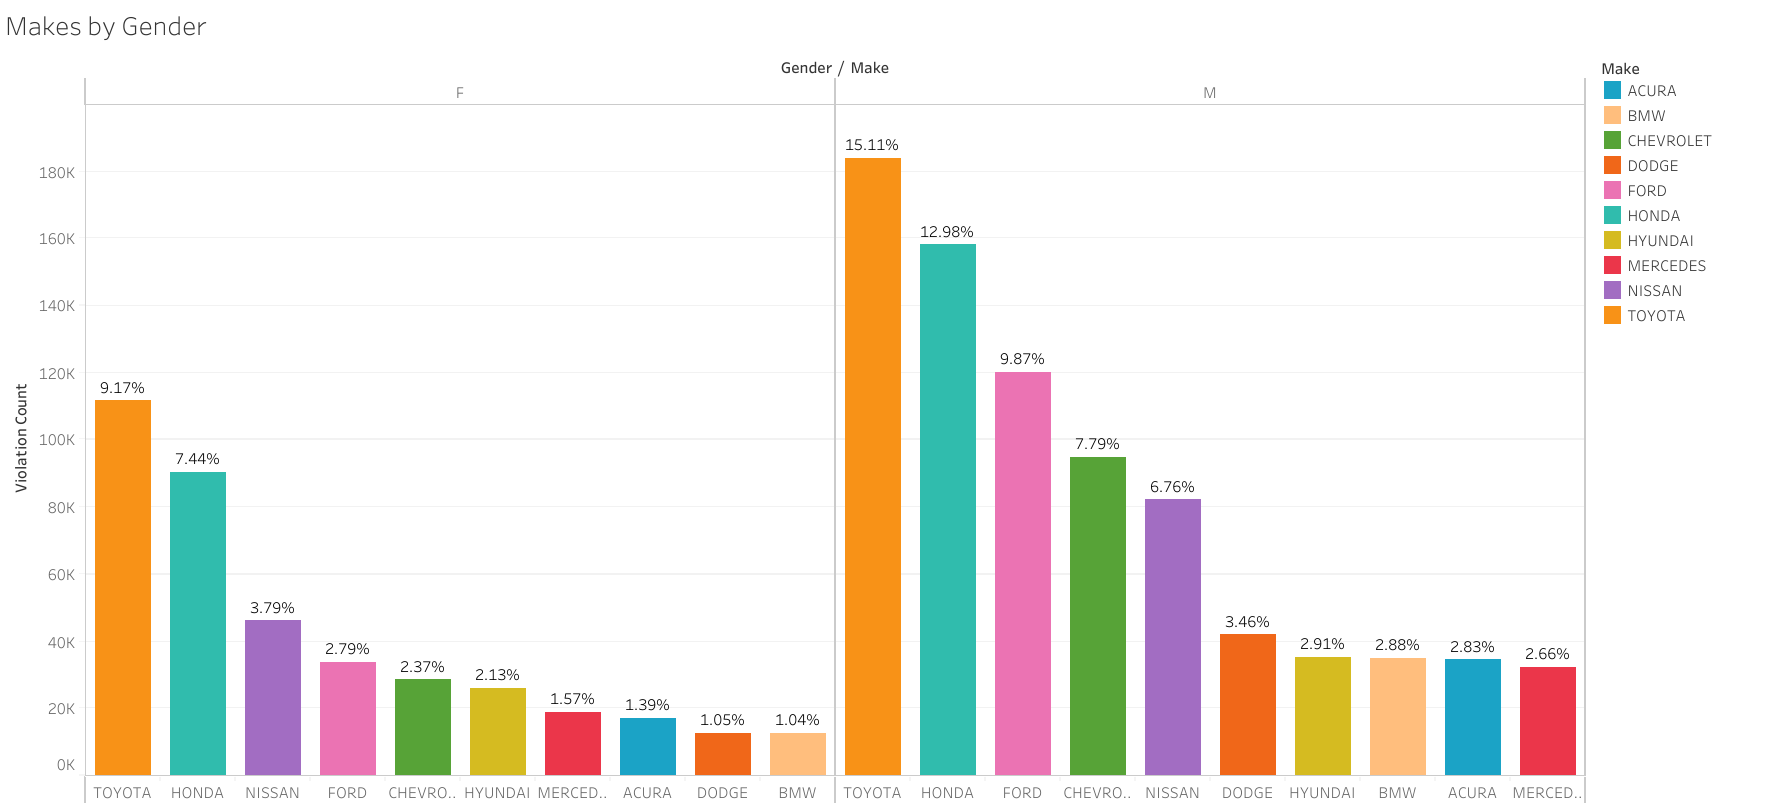 Makes by Gender
Gender / Make
F
M
Violation Count
180K
160K
140K
120K
100K
80K
60K
40K
20K
0K
9.17%
7.44%
3.79%
2.79%
2.37%
2.13%
1.57%
1.39%
1.05%
1.04%
15.11%
12.98%
9.87%
7.79%
6.76%
3.46%
2.91%
2.88%
2.83%
2.66%
TOYOTA HONDA NISSAN FORD CHEVRO.. HYUNDAI MERCED.. ACURA DODGE BMW TOYOTA HONDA FORD CHEVRO.. NISSAN DODGE HYUNDAI BMW ACURA MERCED..
Make
ACURA
BMW
CHEVROLET
DODGE
FORD
HONDA
HYUNDAI
MERCEDES
NISSAN
TOYOTA